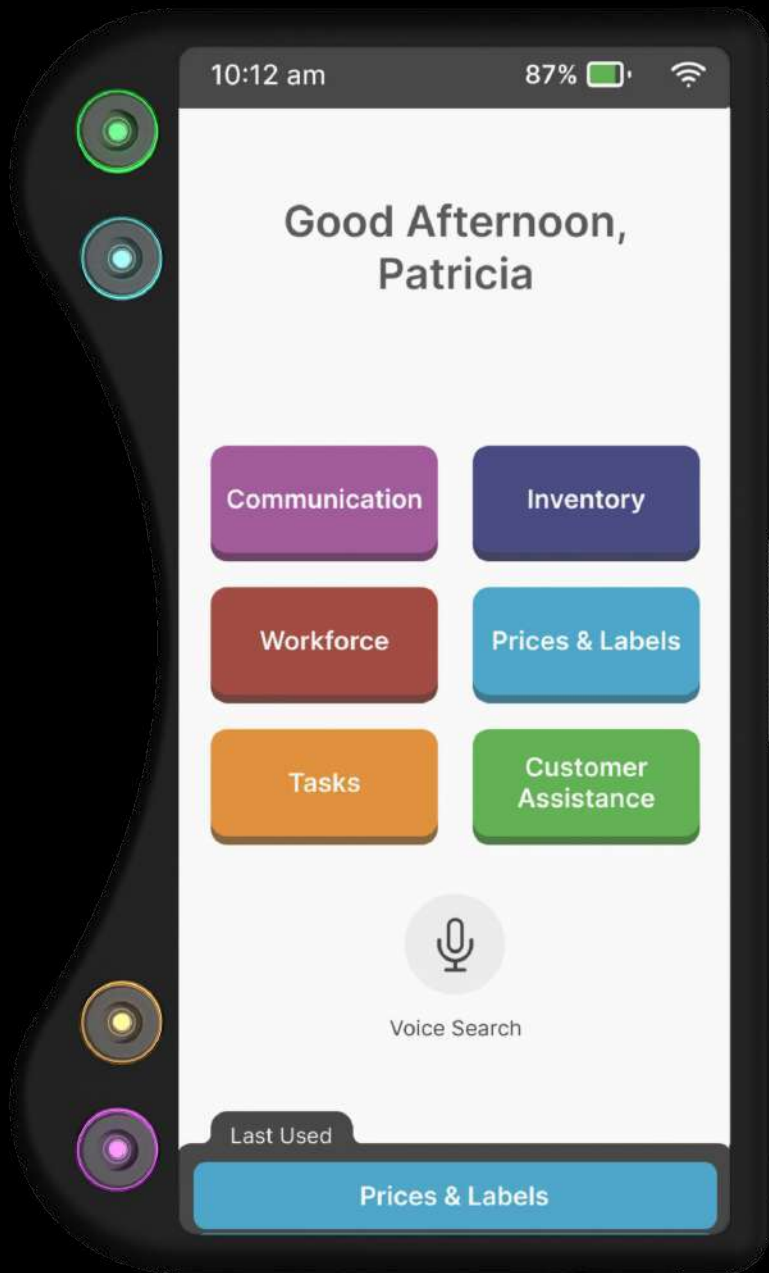 10:12 am
87%
Good Afternoon,
Patricia
Communication
Inventory
Workforce
Prices & Labels
Tasks
Customer
Assistance
Voice Search
Last Used
Prices & Labels